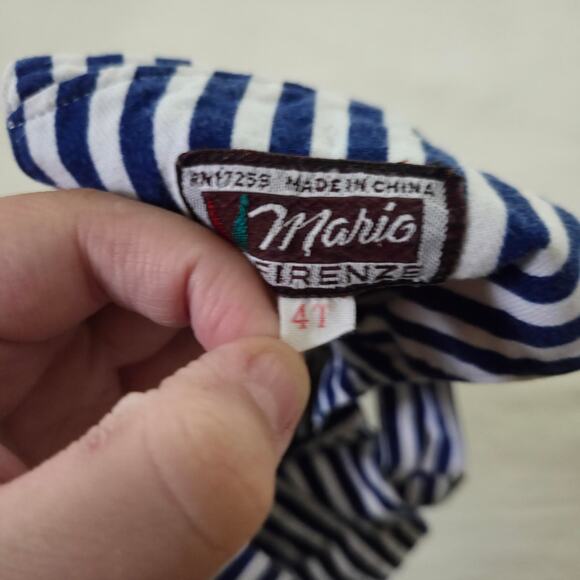 RN17259 MADE IN CHINA
Mario
FIRENZE
4T